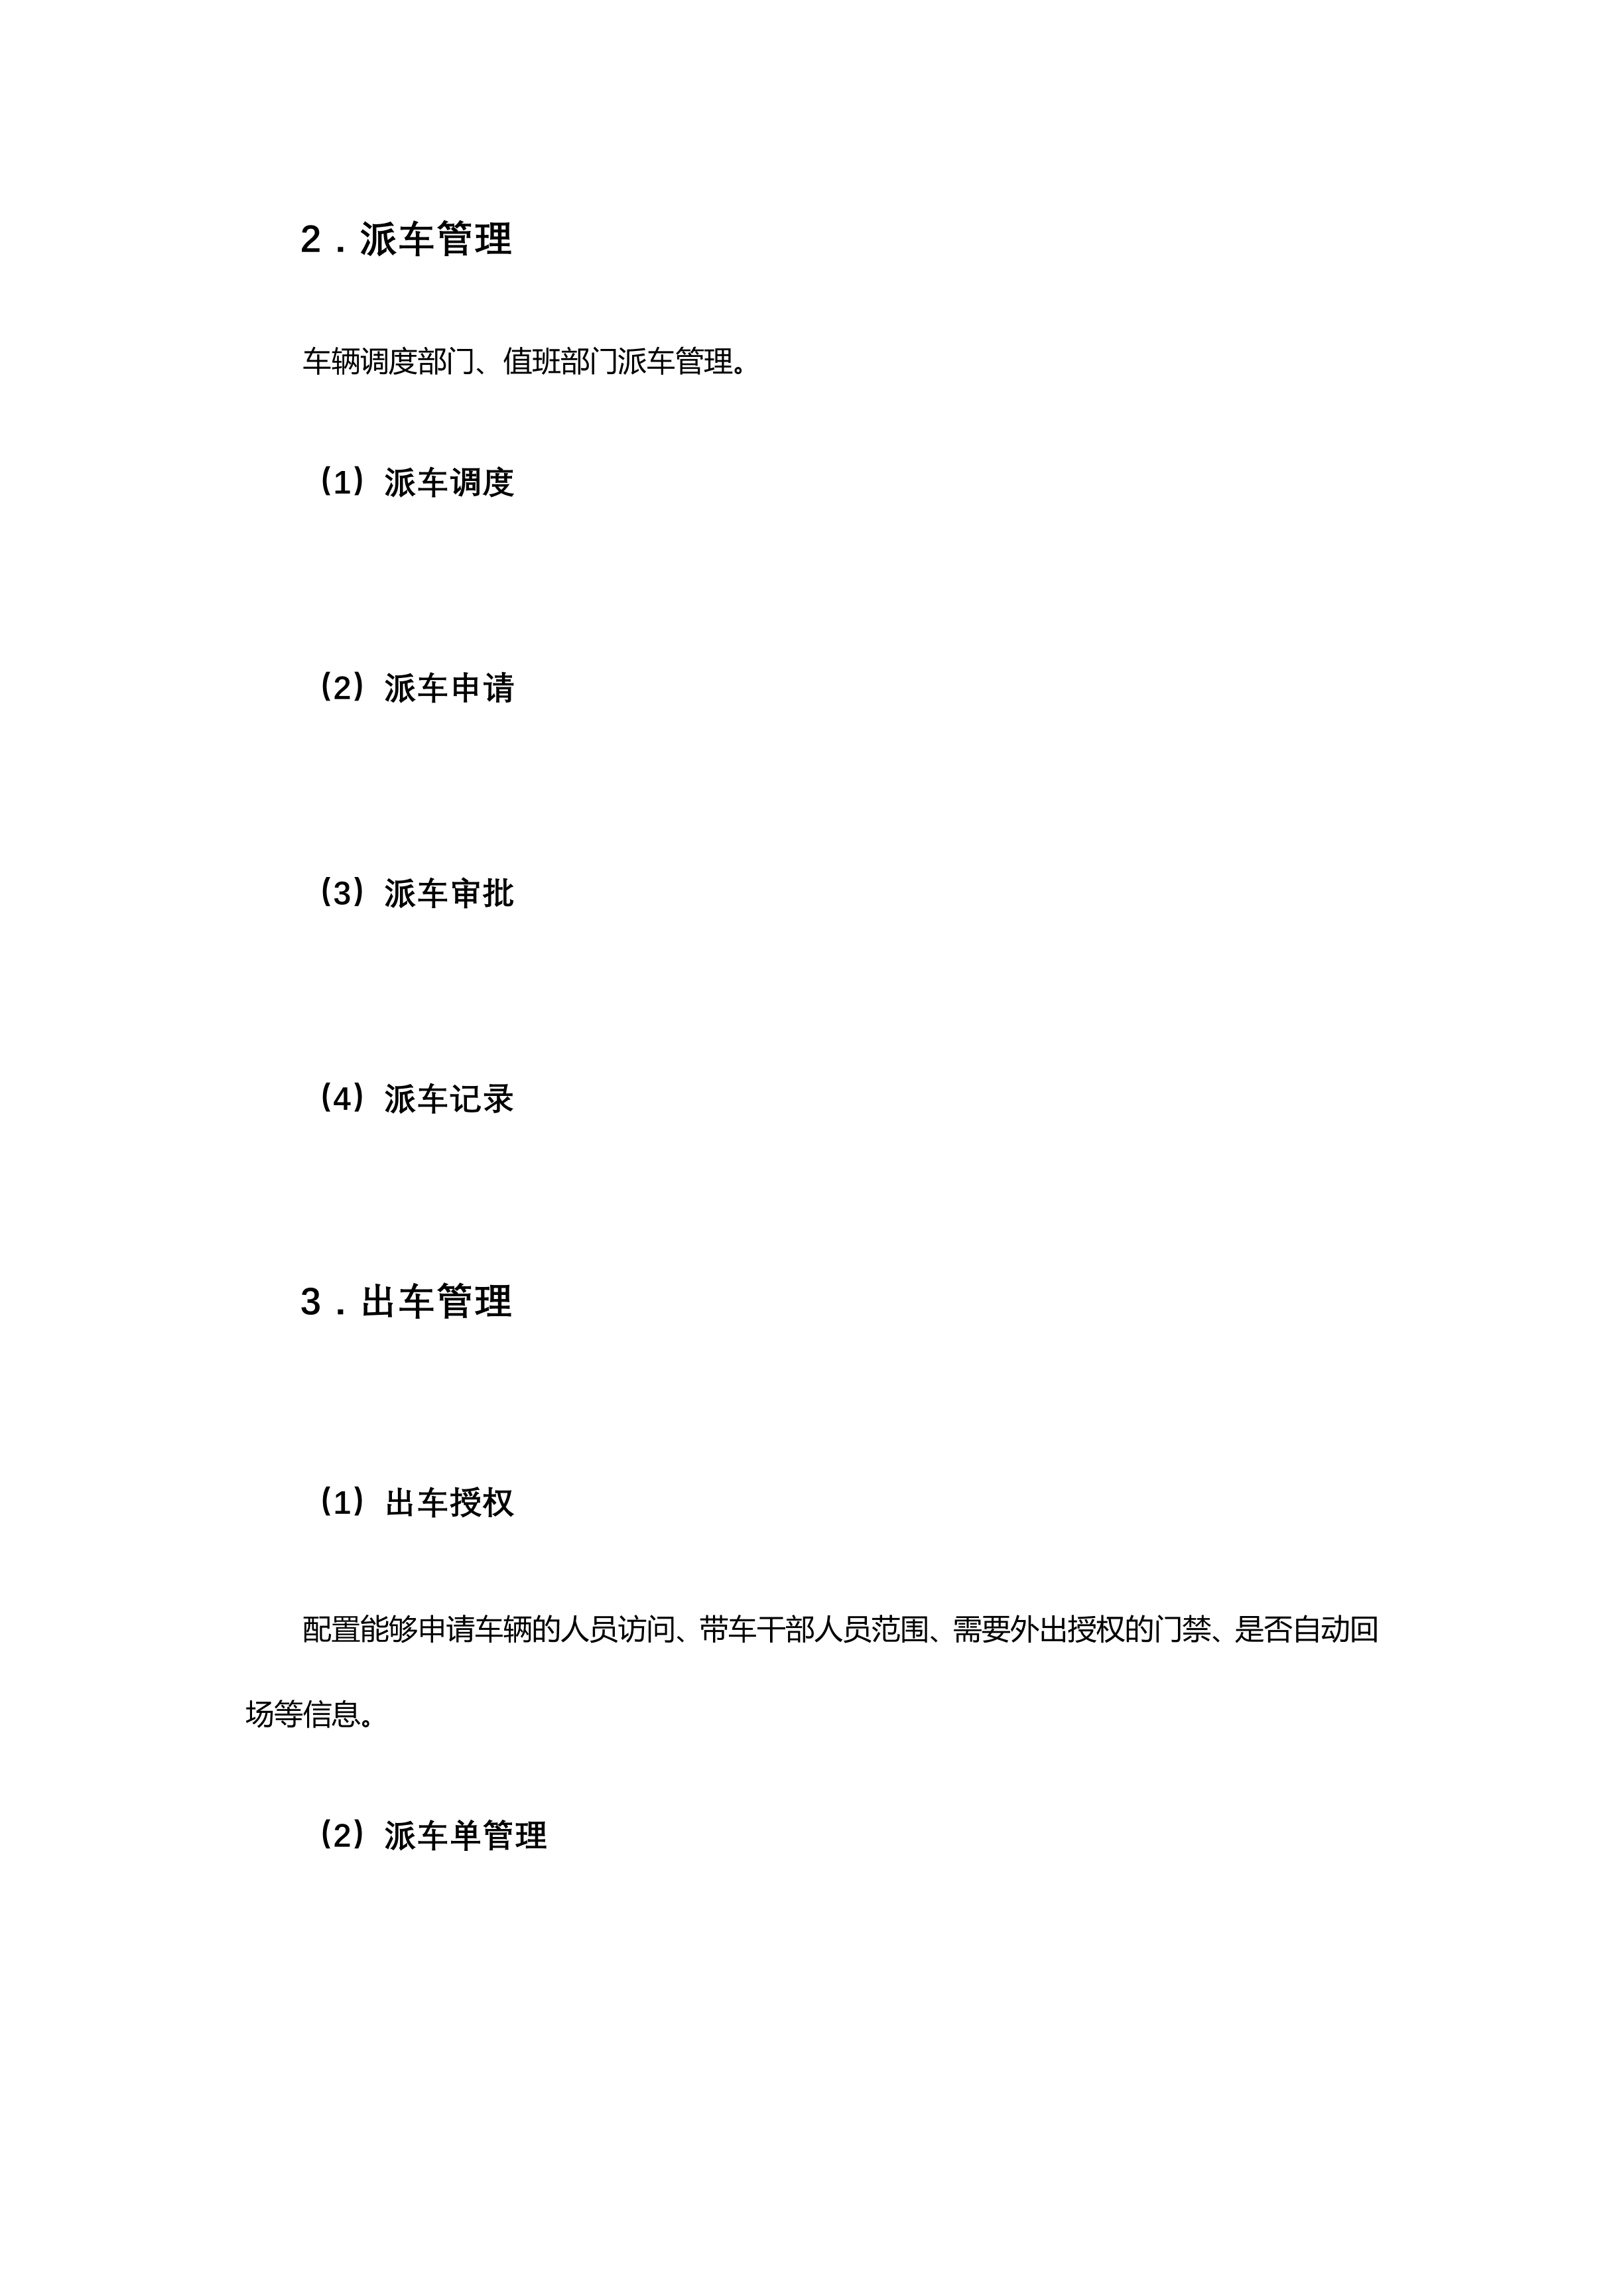 2．派车管理
车辆调度部门、值班部门派车管理。
（1）派车调度
（2）派车申请
（3）派车审批
（4）派车记录
3．出车管理
（1）出车授权
配置能够申请车辆的人员访问、带车干部人员范围、需要外出授权的门禁、是否自动回
场等信息。
（2）派车单管理